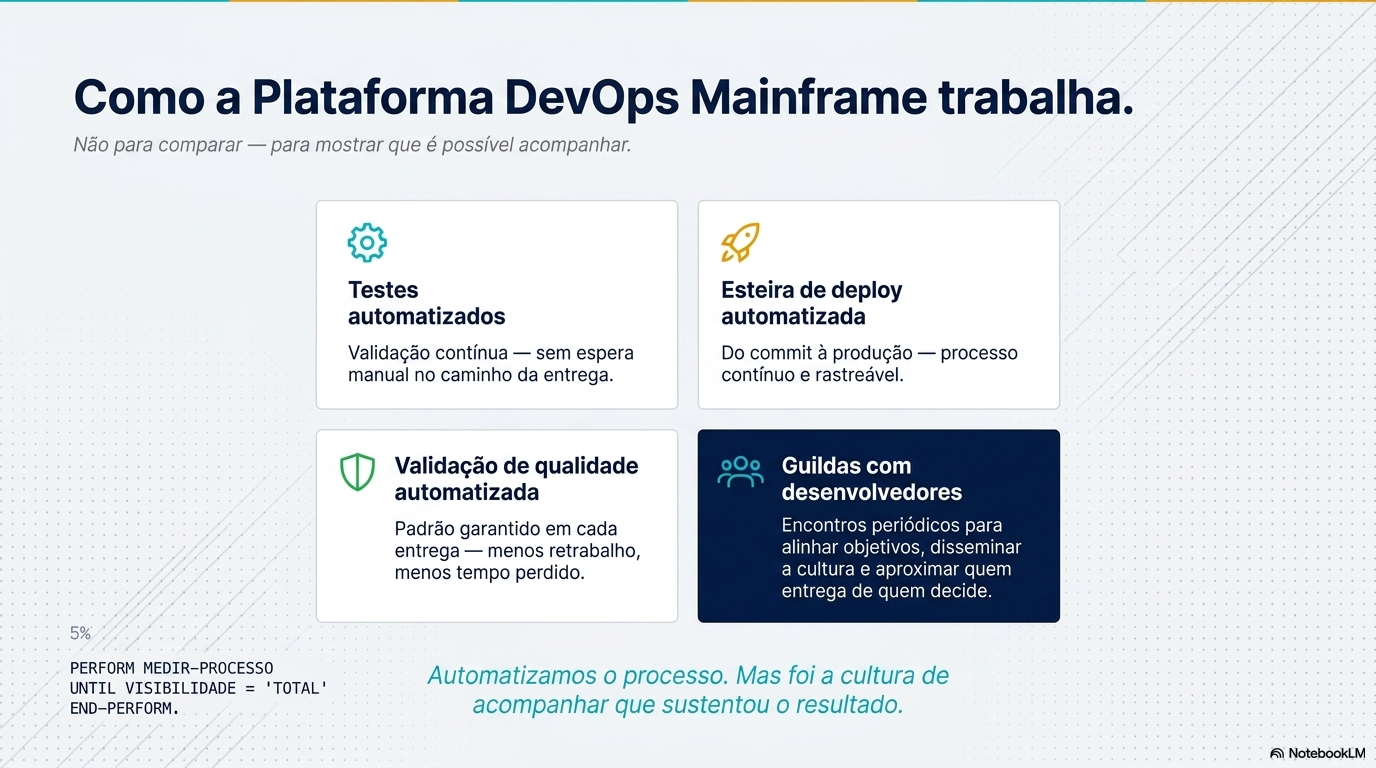 Como a Plataforma DevOps Mainframe trabalha.
Não para comparar — para mostrar que é possível acompanhar.
Testes
automatizados
Validação contínua — sem espera
manual no caminho da entrega.
Esteira de deploy
automatizada
Do commit à produção — processo
contínuo e rastreável.
Validação de qualidade
automatizada
Padrão garantido em cada
entrega — menos retrabalho,
menos tempo perdido.
Guildas com
desenvolvedores
Encontros periódicos para
alinhar objetivos, disseminar
a cultura e aproximar quem
entrega de quem decide.
5%
PERFORM MEDIR–PROCESSO
UNTIL VISIBILIDADE = 'TOTAL'
END–PERFORM.
Automatizamos o processo. Mas foi a cultura de
acompanhar que sustentou o resultado.
NotebookLM